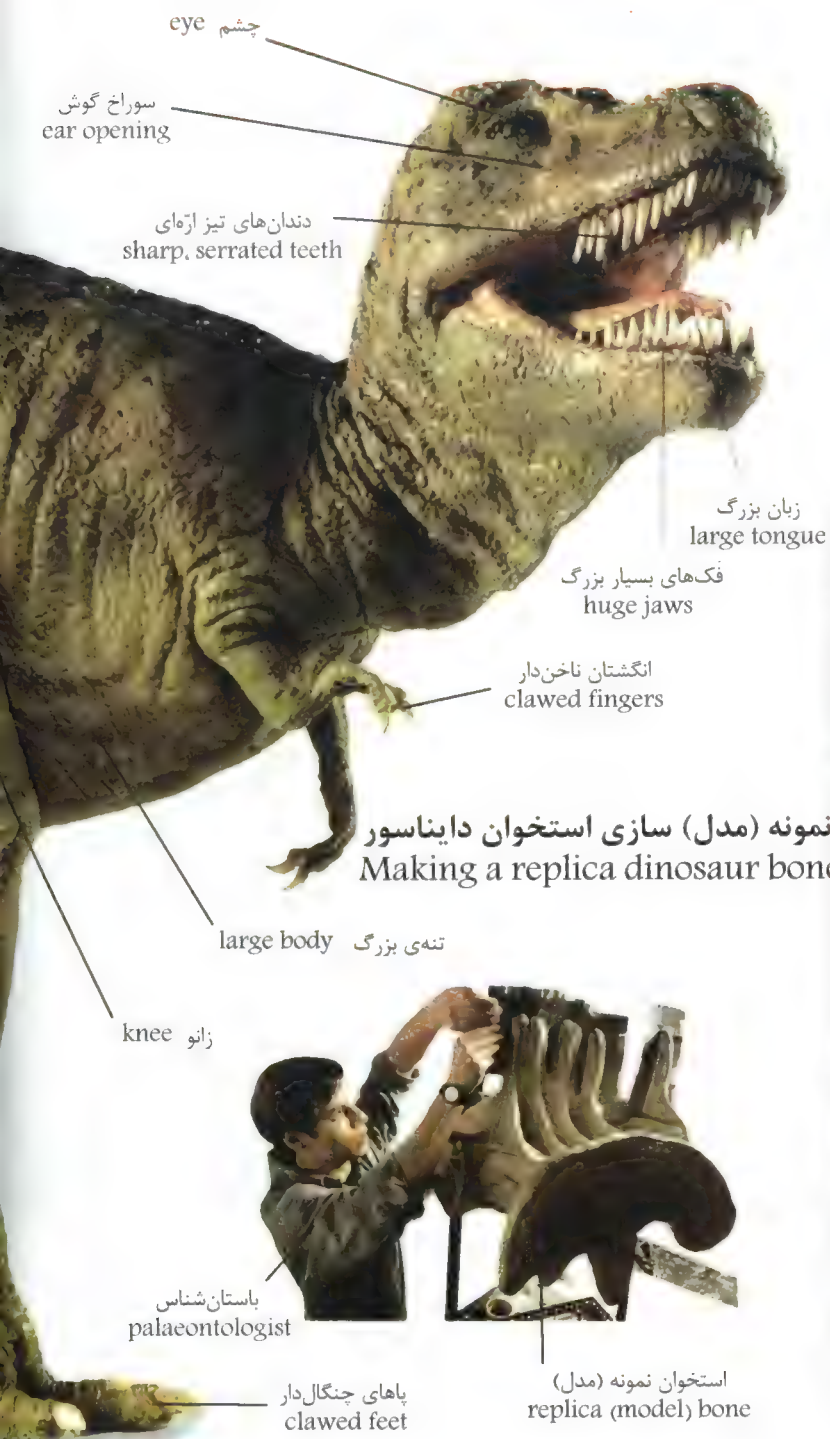 چشم eye
سوراخ گوش
ear opening
دندان‌های تیز ارّه‌ای
sharp, serrated teeth
زبان بزرگ
large tongue
فک‌های بسیار بزرگ
huge jaws
انگشتان ناخن‌دار
clawed fingers
نمونه (مدل) سازی استخوان دایناسور
Making a replica dinosaur bone
تنه‌ی بزرگ large body
زانو knee
باستان‌شناس
palaeontologist
استخوان نمونه (مدل)
replica (model) bone
پاهای چنگال‌دار
clawed feet